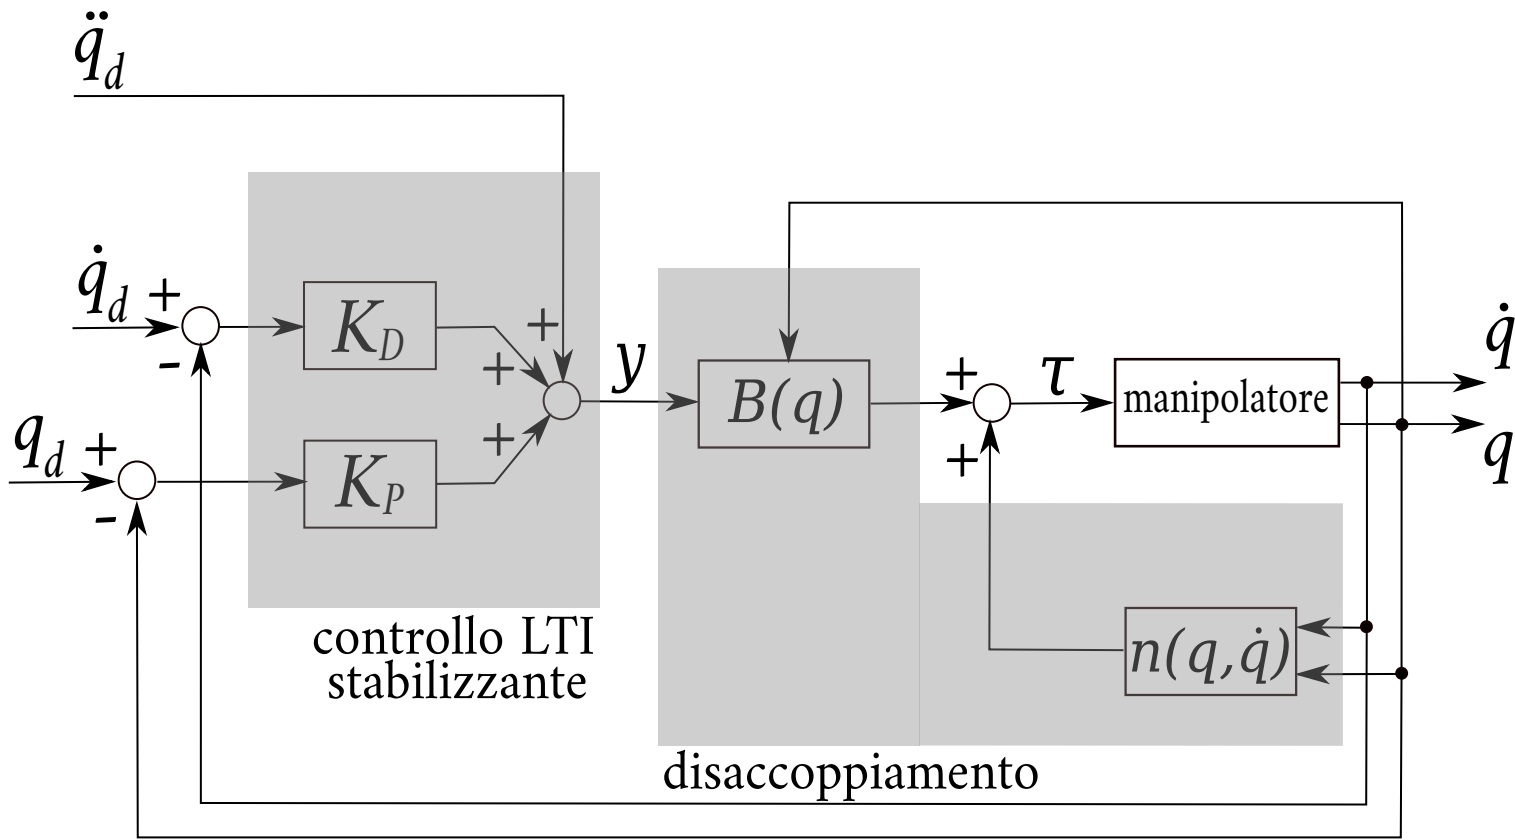 q̈_d
q̇_d
+
-
K_D
+
+
y
B(q)
+
τ
manipolatore
q̇
q_d
+
-
K_P
+
+
q
controllo LTI
stabilizzante
n(q,q̇)
disaccoppiamento